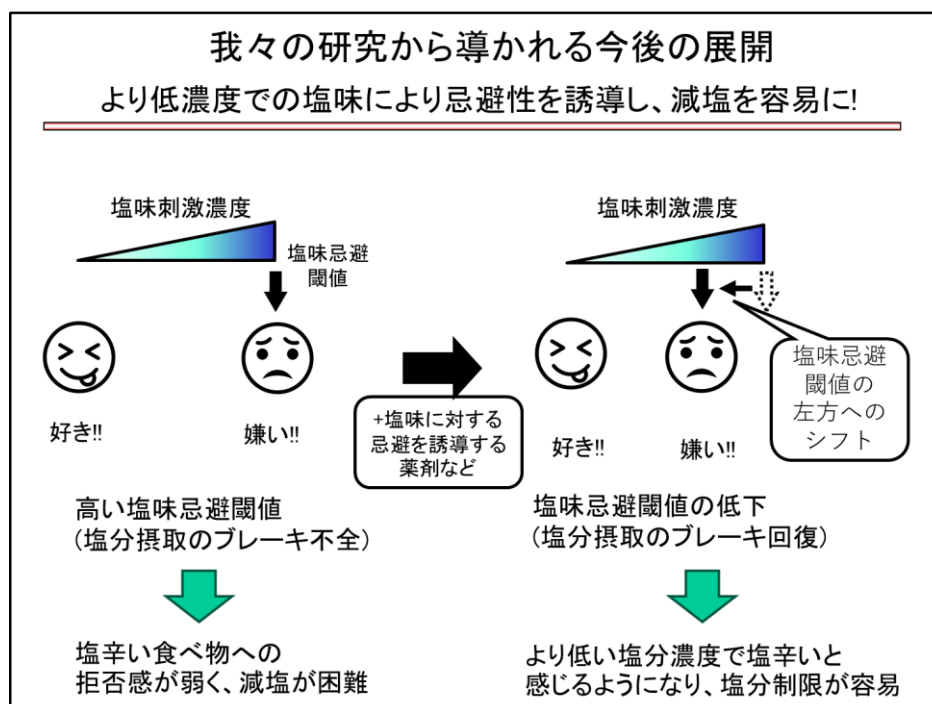 我々の研究から導かれる今後の展開
より低濃度での塩味により忌避性を誘導し、減塩を容易に!
塩味刺激濃度
塩味忌避
閾値
好き!!
嫌い!!
高い塩味忌避閾値
(塩分摂取のブレーキ不全)
塩辛い食べ物への
拒否感が弱く、減塩が困難
+塩味に対する
忌避を誘導する
薬剤など
塩味刺激濃度
塩味忌避
閾値の
左方への
シフト
好き!!
嫌い!!
塩味忌避閾値の低下
(塩分摂取のブレーキ回復)
より低い塩分濃度で塩辛いと
感じるようになり、塩分制限が容易